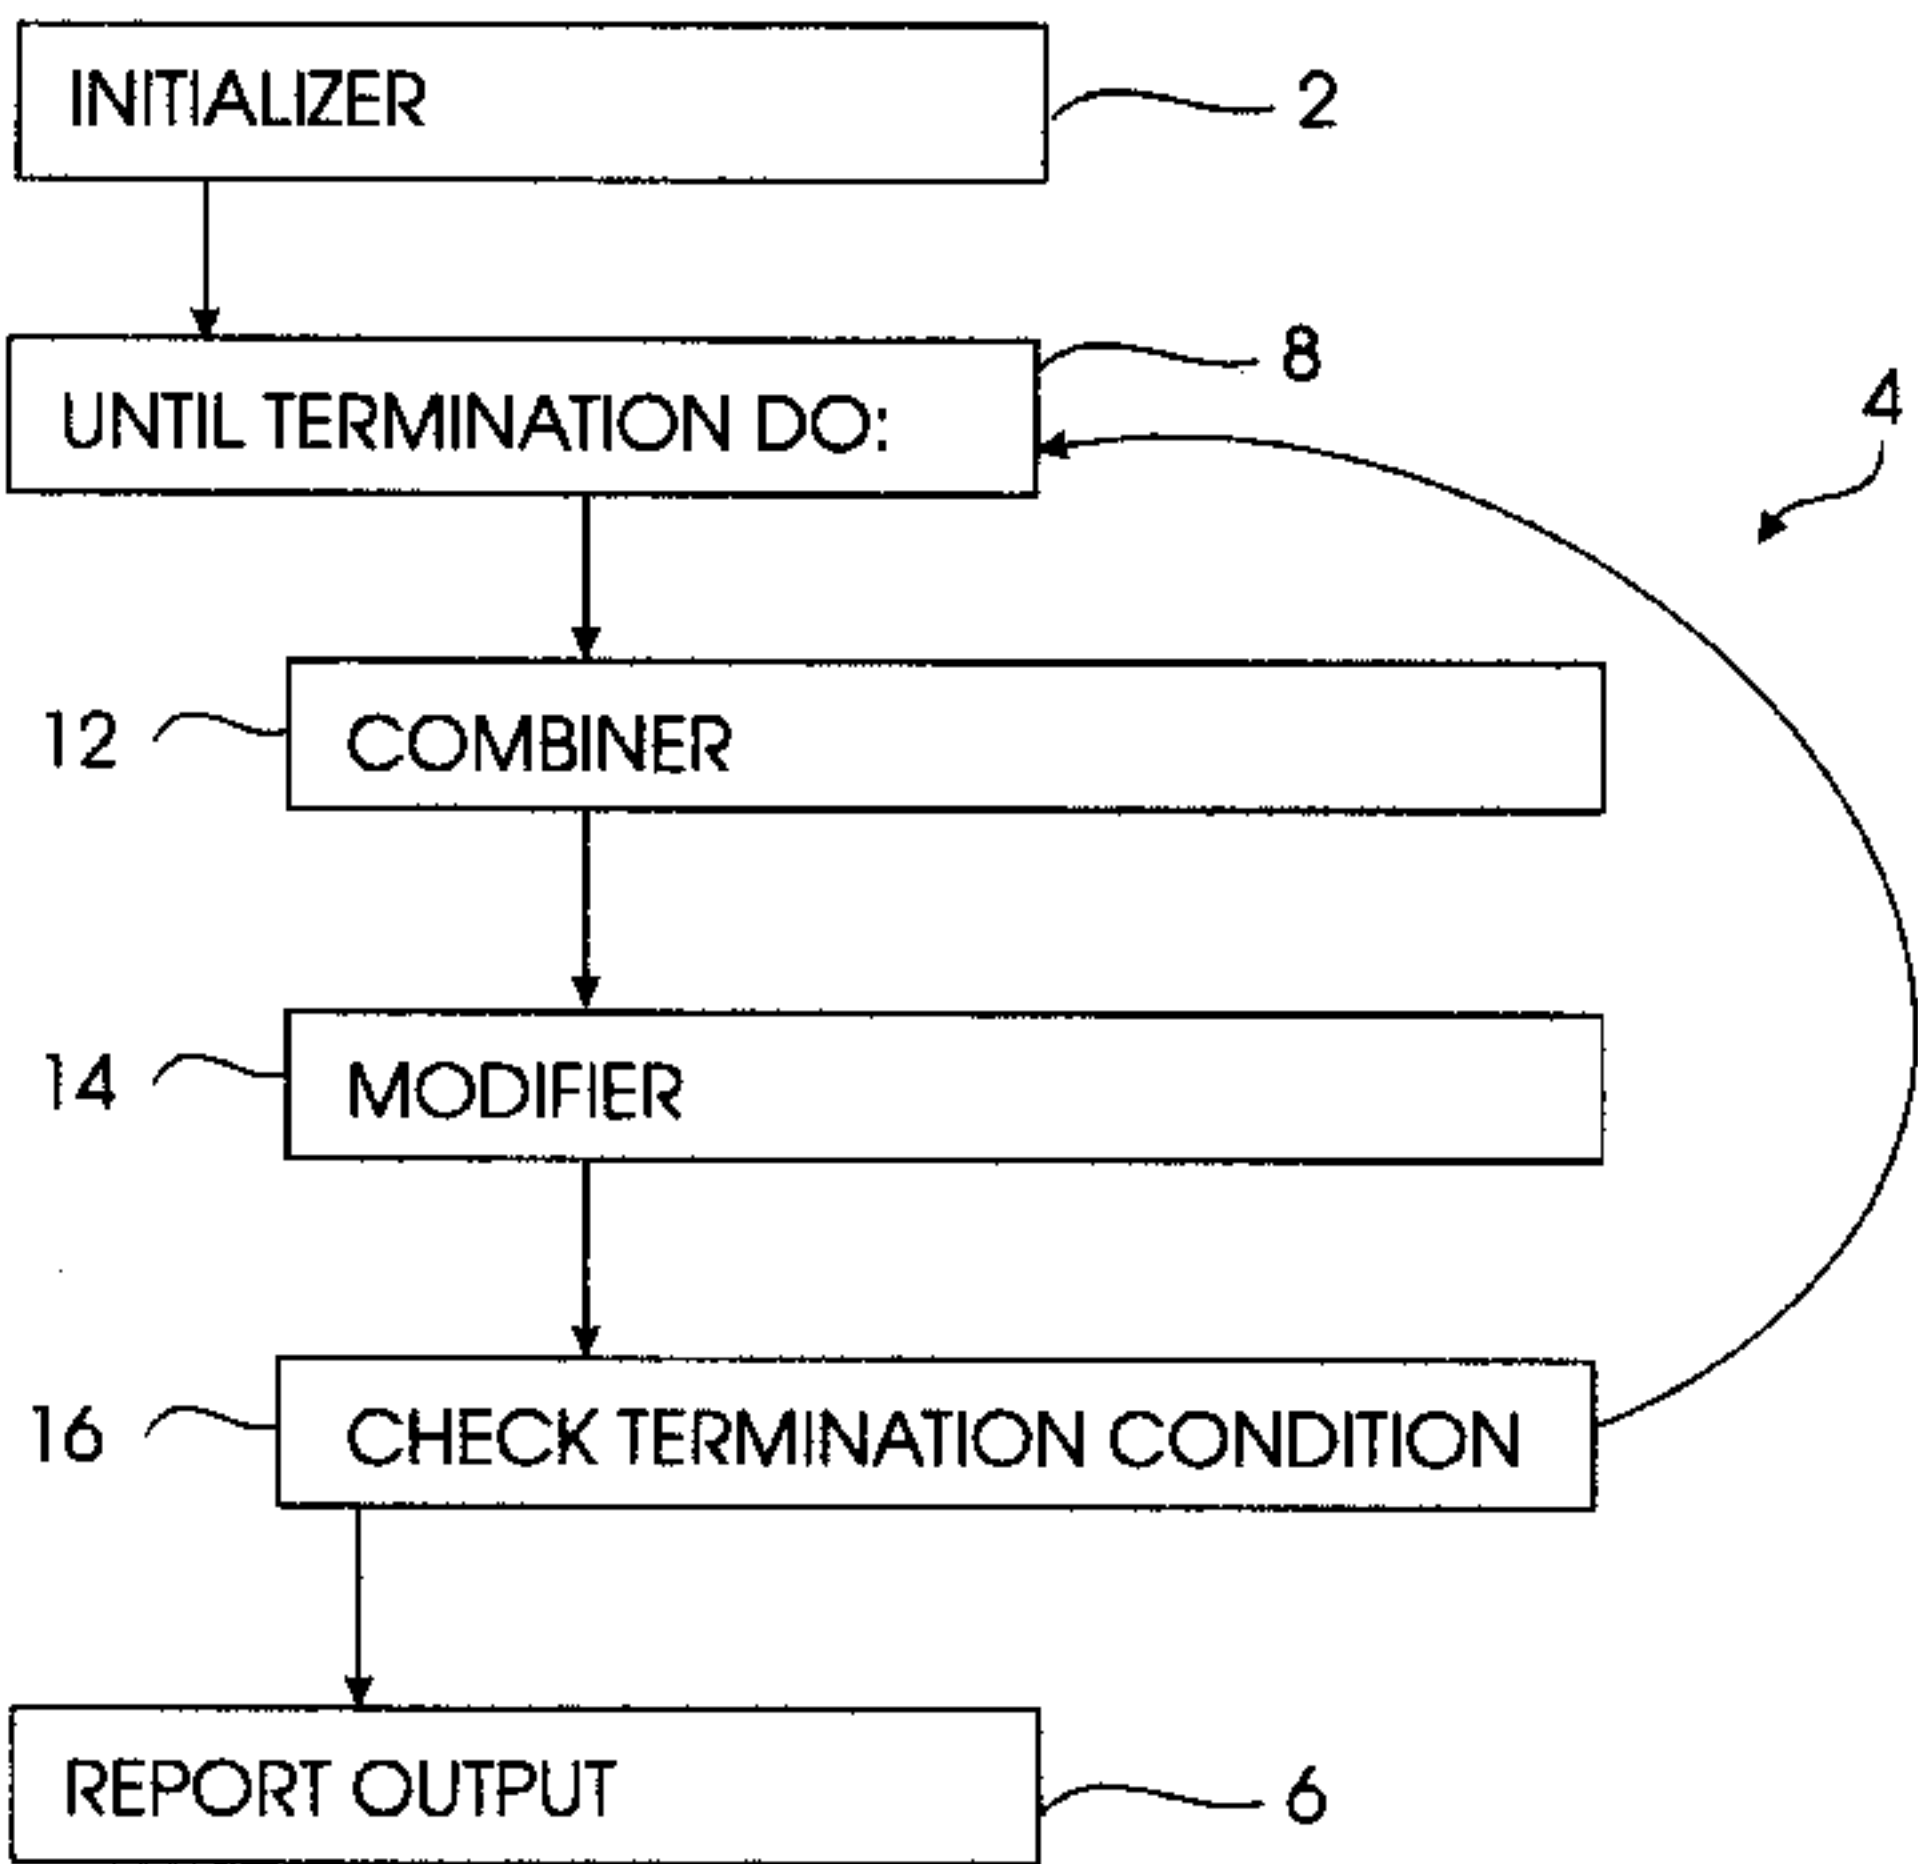 INITIALIZER
2
UNTIL TERMINATION DO:
8
4
12
COMBINER
14
MODIFIER
16
CHECK TERMINATION CONDITION
REPORT OUTPUT
6